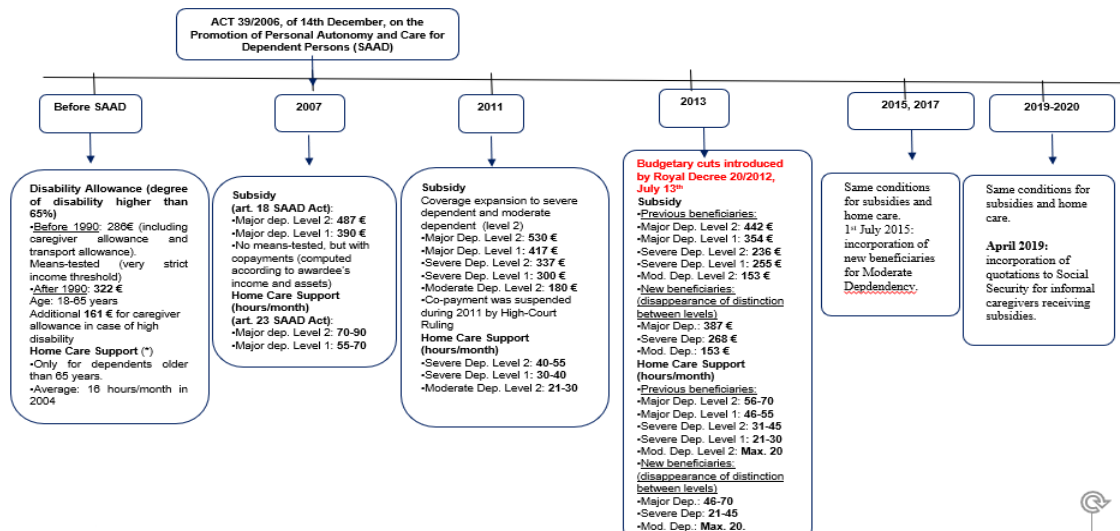 ACT 39/2006, of 14th December, on the
Promotion of Personal Autonomy and Care for
Dependent Persons (SAAD)
Before SAAD
2007
2011
2013
2015, 2017
2019-2020
Disability Allowance (degree
of disability higher than
65%)
•Before 1990: 286€ (including
caregiver allowance and
transport allowance).
Means-tested (very strict
income threshold)
•After 1990: 322 €
Age: 18-65 years
Additional 161 € for caregiver
allowance in case of high
disability
Home Care Support (*)
•Only for dependents older
than 65 years.
•Average: 16 hours/month in
2004
Subsidy
(art. 18 SAAD Act):
•Major dep. Level 2: 487 €
•Major dep. Level 1: 390 €
•No means-tested, but with
copayments (computed
according to awardee's
income and assets)
Home Care Support
(hours/month)
(art. 23 SAAD Act):
•Major dep. Level 2: 70-90
•Major dep. Level 1: 55-70
Subsidy
Coverage expansion to severe
dependent and moderate
dependent (level 2)
•Major Dep. Level 2: 530 €
•Major Dep. Level 1: 417 €
•Severe Dep. Level 2: 337 €
•Severe Dep. Level 1: 300 €
•Moderate Dep. Level 2: 180 €
•Co-payment was suspended
during 2011 by High-Court
Ruling
Home Care Support
(hours/month)
•Severe Dep. Level 2: 40-55
•Severe Dep. Level 1: 30-40
•Moderate Dep. Level 2: 21-30
Budgetary cuts introduced
by Royal Decree 20/2012,
July 13th
Subsidy
•Previous beneficiaries:
•Major Dep. Level 2: 442 €
•Major Dep. Level 1: 354 €
•Severe Dep. Level 2: 236 €
•Severe Dep. Level 1: 255 €
•Mod. Dep. Level 2: 153 €
•New beneficiaries:
(disappearance of distinction
between levels)
•Major Dep.: 387 €
•Severe Dep: 268 €
•Mod. Dep.: 153 €
Home Care Support
(hours/month)
•Previous beneficiaries:
•Major Dep. Level 2: 56-70
•Major Dep. Level 1: 46-55
•Severe Dep. Level 2: 31-45
•Severe Dep. Level 1: 21-30
•Mod. Dep. Level 2: Max. 20
•New beneficiaries:
(disappearance of distinction
between levels)
•Major Dep.: 46-70
•Severe Dep: 21-45
•Mod. Dep.: Max. 20.
Same conditions
for subsidies and
home care.
1st July 2015:
incorporation of
new beneficiaries
for Moderate
Depdendency.
Same conditions for
subsidies and home
care.
April 2019:
incorporation of
quotations to Social
Security for informal
caregivers receiving
subsidies.